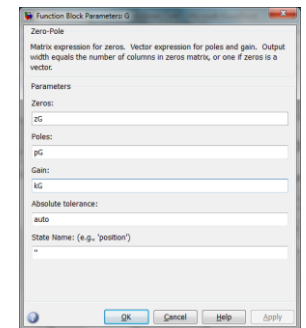 Function Block Parameters: G
Zero-Pole
Matrix expression for zeros. Vector expression for poles and gain. Output
width equals the number of columns in zeros matrix, or one if zeros is a
vector.
Parameters
Zeros:
zG
Poles:
pG
Gain:
kG
Absolute tolerance:
auto
State Name: (e.g., 'position')
''
OK Cancel Help Apply